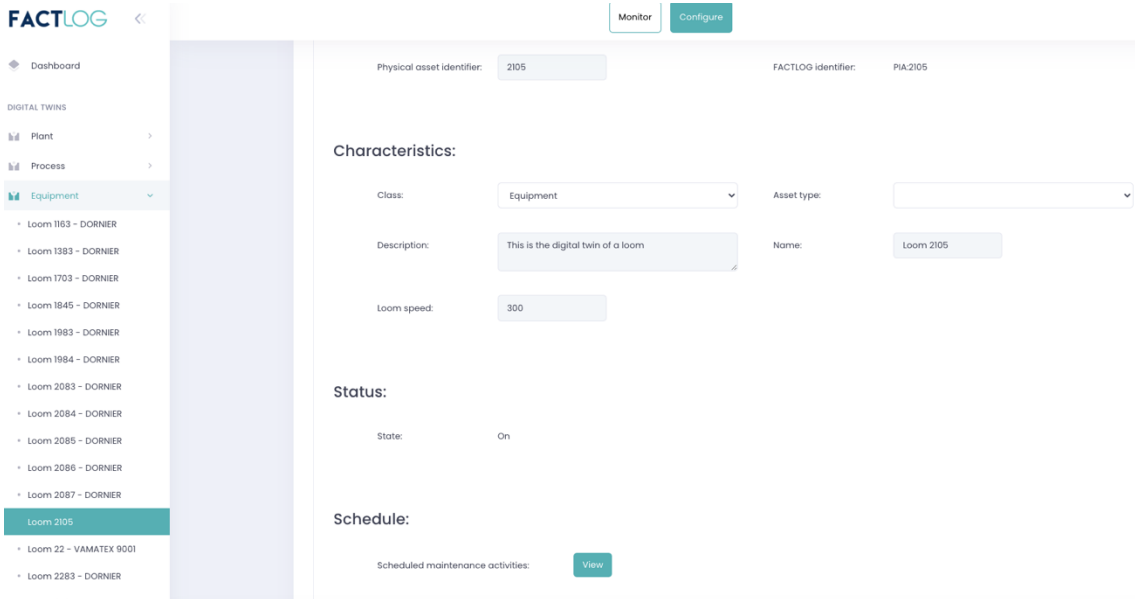 FACTLOG
Monitor
Configure
Dashboard
DIGITAL TWINS
Plant
Process
Equipment
Loom 1163 - DORNIER
Loom 1383 - DORNIER
Loom 1703 - DORNIER
Loom 1845 - DORNIER
Loom 1983 - DORNIER
Loom 1984 - DORNIER
Loom 2083 - DORNIER
Loom 2084 - DORNIER
Loom 2085 - DORNIER
Loom 2086 - DORNIER
Loom 2087 - DORNIER
Loom 2105
Loom 22 - VAMATEX 9001
Loom 2283 - DORNIER
Physical asset identifier: 2105 FACTLOG identifier: PIA:2105
Characteristics:
Class: Equipment Asset type:
Description: This is the digital twin of a loom Name: Loom 2105
Loom speed: 300
Status:
State: On
Schedule:
Scheduled maintenance activities: View